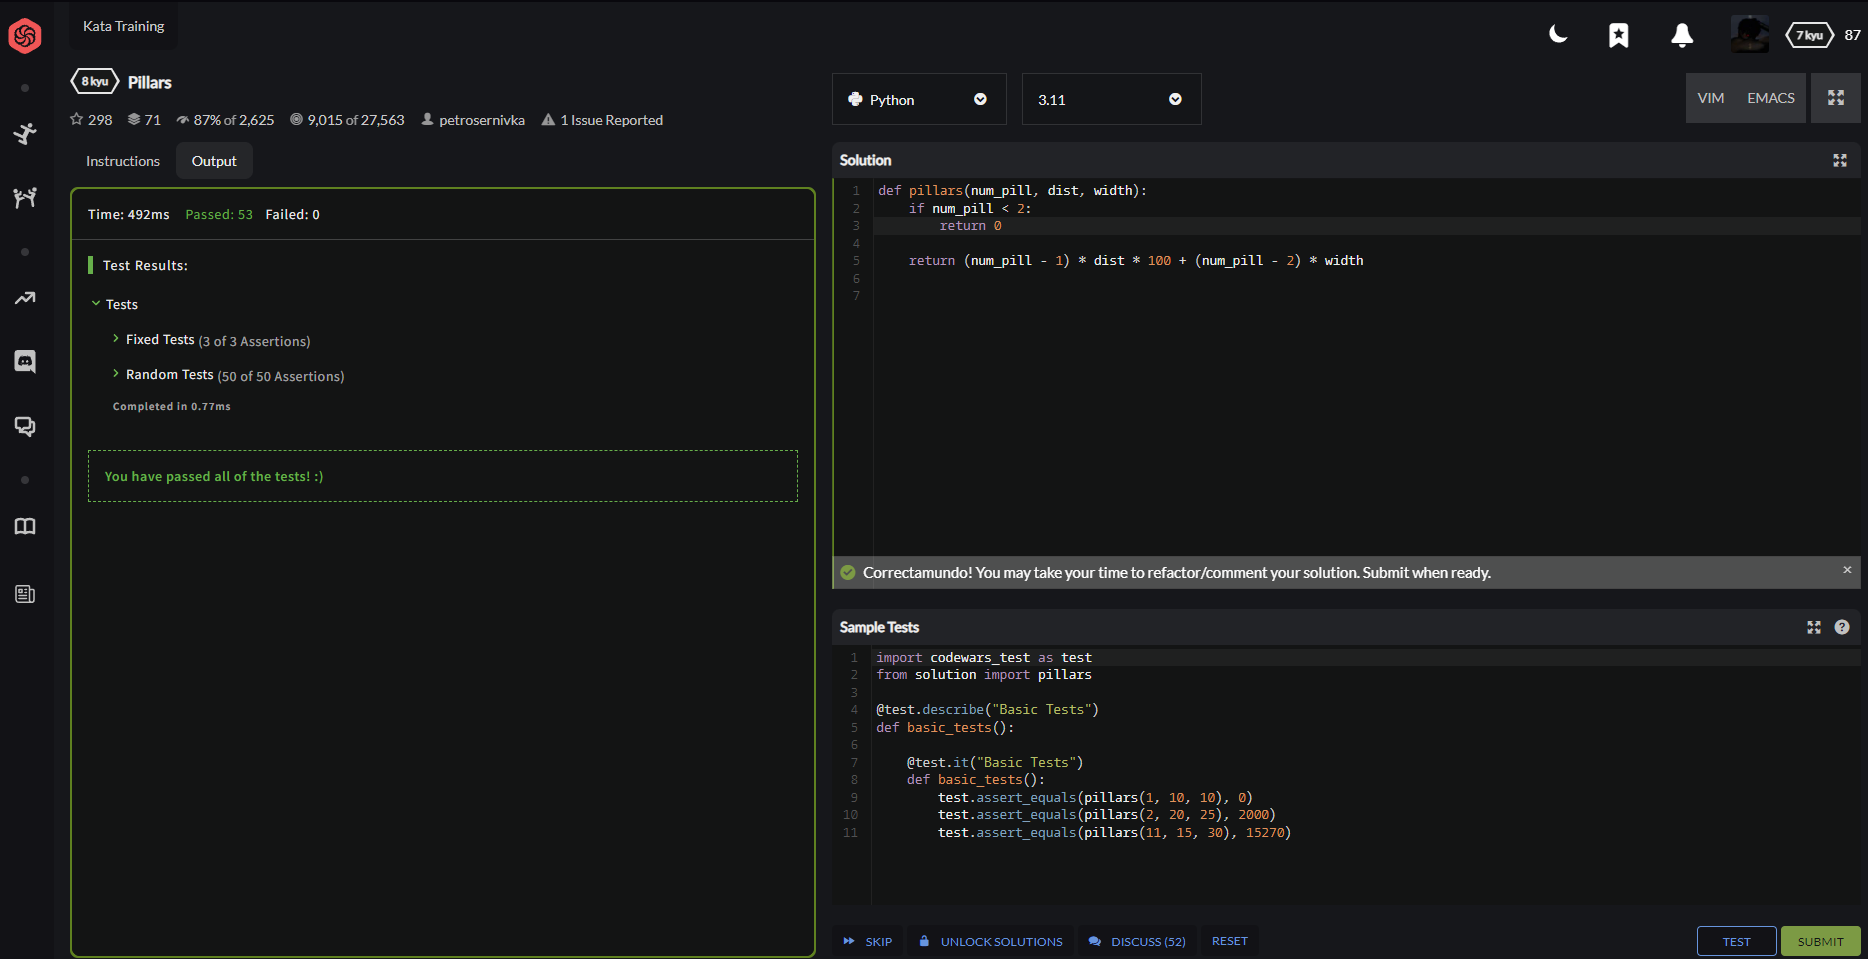 Kata Training
7 kyu 87
8 kyu Pillars
298 71 87% of 2,625 9,015 of 27,563 petrosernivka 1 Issue Reported
Instructions Output
Time: 492ms Passed: 53 Failed: 0
Test Results:
Tests
Fixed Tests (3 of 3 Assertions)
Random Tests (50 of 50 Assertions)
Completed in 0.77ms
You have passed all of the tests! :)
Python 3.11
VIM EMACS
Solution
1 def pillars(num_pill, dist, width):
2 if num_pill < 2:
3 return 0
4
5 return (num_pill - 1) * dist * 100 + (num_pill - 2) * width
6
7
Correctamundo! You may take your time to refactor/comment your solution. Submit when ready. ×
Sample Tests ?
1 import codewars_test as test
2 from solution import pillars
3
4 @test.describe("Basic Tests")
5 def basic_tests():
6
7 @test.it("Basic Tests")
8 def basic_tests():
9 test.assert_equals(pillars(1, 10, 10), 0)
10 test.assert_equals(pillars(2, 20, 25), 2000)
11 test.assert_equals(pillars(11, 15, 30), 15270)
SKIP UNLOCK SOLUTIONS DISCUSS (52) RESET
TEST SUBMIT